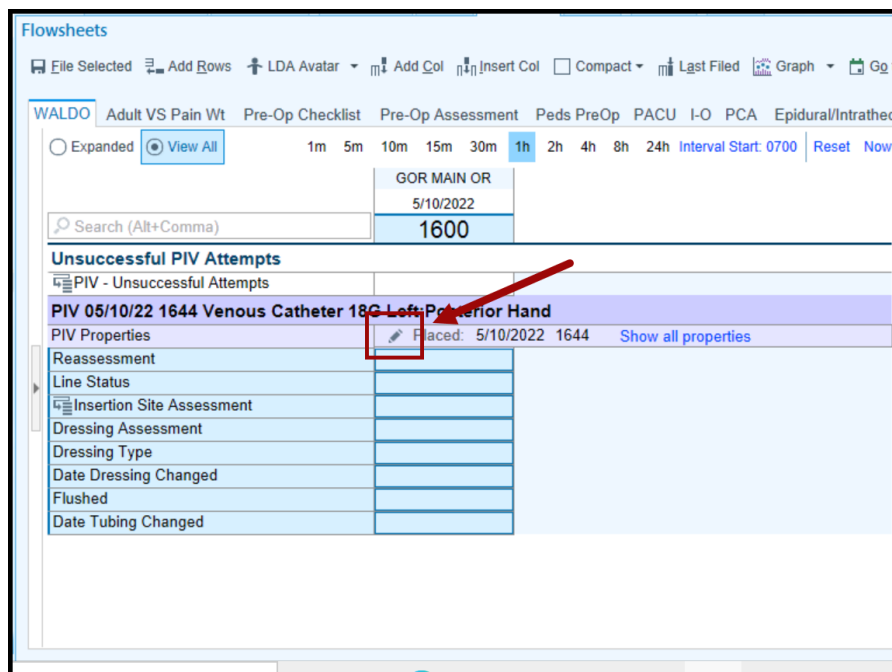 Flowsheets
File Selected Add Rows LDA Avatar Add Col Insert Col Compact Last Filed Graph Go
WALDO Adult VS Pain Wt Pre-Op Checklist Pre-Op Assessment Peds PreOp PACU I-O PCA Epidural/Intrathec
Expanded View All 1m 5m 10m 15m 30m 1h 2h 4h 8h 24h Interval Start: 0700 Reset Now
GOR MAIN OR
5/10/2022
Search (Alt+Comma) 1600
Unsuccessful PIV Attempts
PIV - Unsuccessful Attempts
PIV 05/10/22 1644 Venous Catheter 18G Left;Posterior Hand
PIV Properties Placed: 5/10/2022 1644 Show all properties
Reassessment
Line Status
Insertion Site Assessment
Dressing Assessment
Dressing Type
Date Dressing Changed
Flushed
Date Tubing Changed